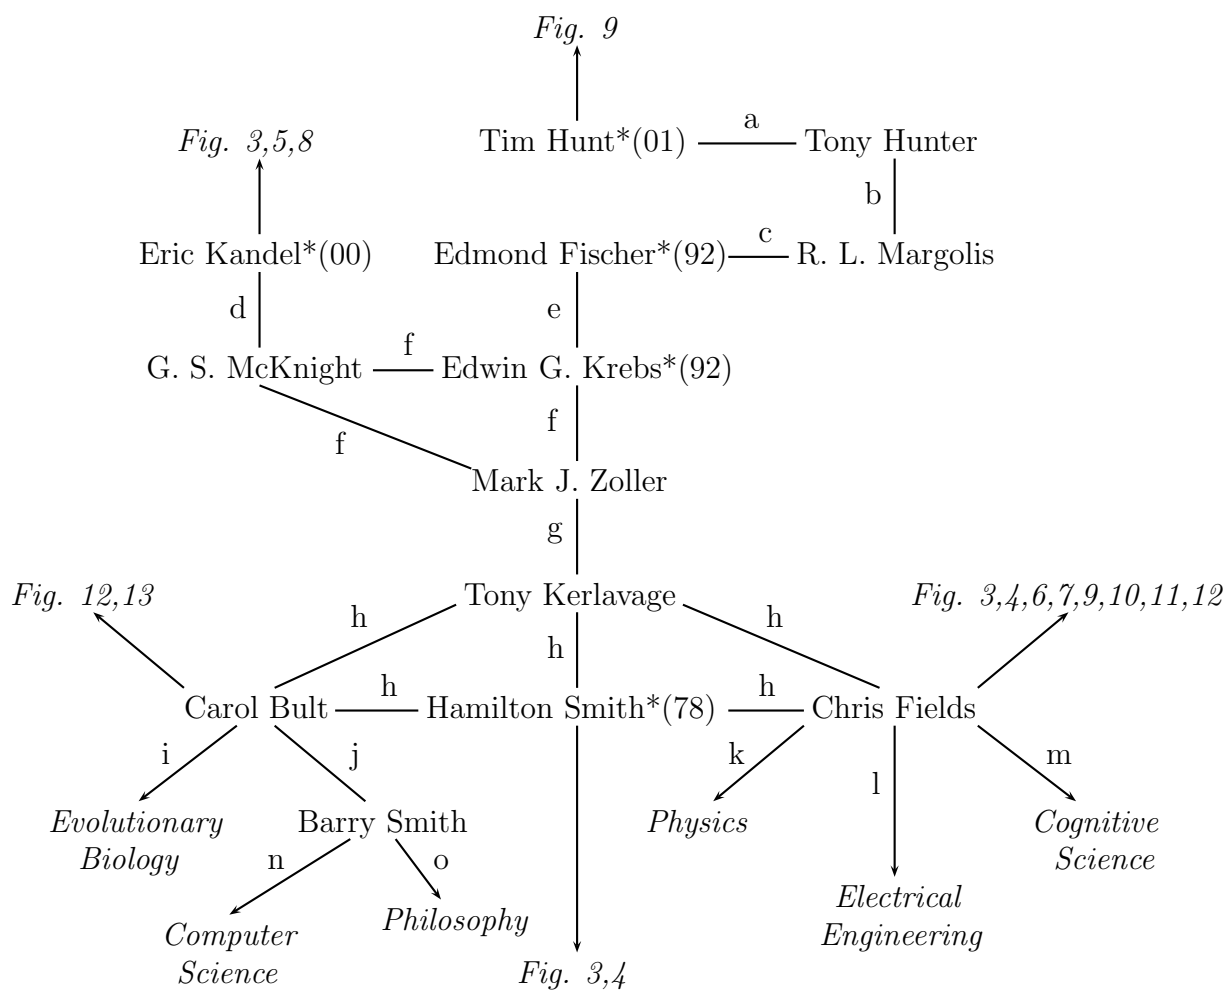 Fig. 9
a
Tim Hunt*(01)
Tony Hunter
Fig. 3,5,8
b
c
Eric Kandel*(00)
Edmond Fischer*(92)
R. L. Margolis
d
e
f
G. S. McKnight
Edwin G. Krebs*(92)
f
f
Mark J. Zoller
g
Fig. 12,13
Tony Kerlavage
Fig. 3,4,6,7,9,10,11,12
h
h
h
h
h
Carol Bult
Hamilton Smith*(78)
Chris Fields
i
j
k
l
m
Evolutionary
Biology
Barry Smith
Physics
Cognitive
Science
n
o
Computer
Science
Philosophy
Electrical
Engineering
Fig. 3,4